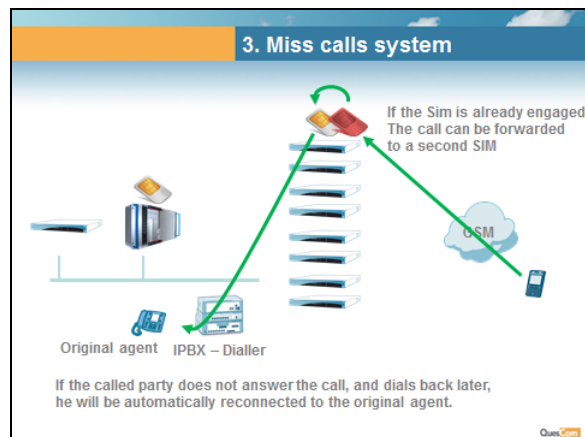 3. Miss calls system
If the Sim is already engaged
The call can be forwarded
to a second SIM
GSM
Original agent
IPBX – Dialler
If the called party does not answer the call, and dials back later,
he will be automatically reconnected to the original agent.
QuesCom